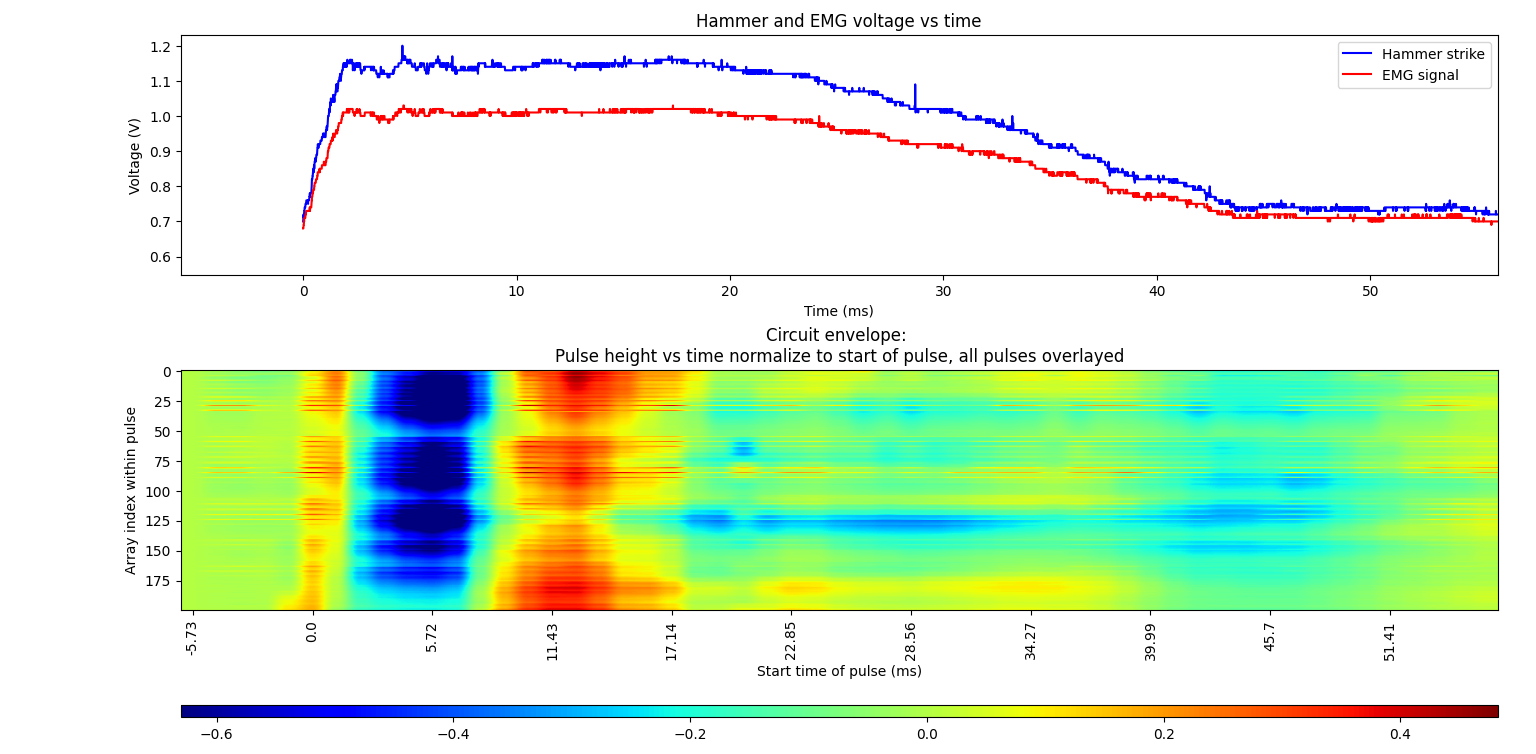 Hammer and EMG voltage vs time
Voltage (V)
1.2
1.1
1.0
0.9
0.8
0.7
0.6
Hammer strike
EMG signal
0 10 20 30 40 50
Time (ms)
Circuit envelope:
Pulse height vs time normalize to start of pulse, all pulses overlayed
Array index within pulse
0
25
50
75
100
125
150
175
-5.73 0.0 5.72 11.43 17.14 22.85 28.56 34.27 39.99 45.7 51.41
Start time of pulse (ms)
−0.6 −0.4 −0.2 0.0 0.2 0.4